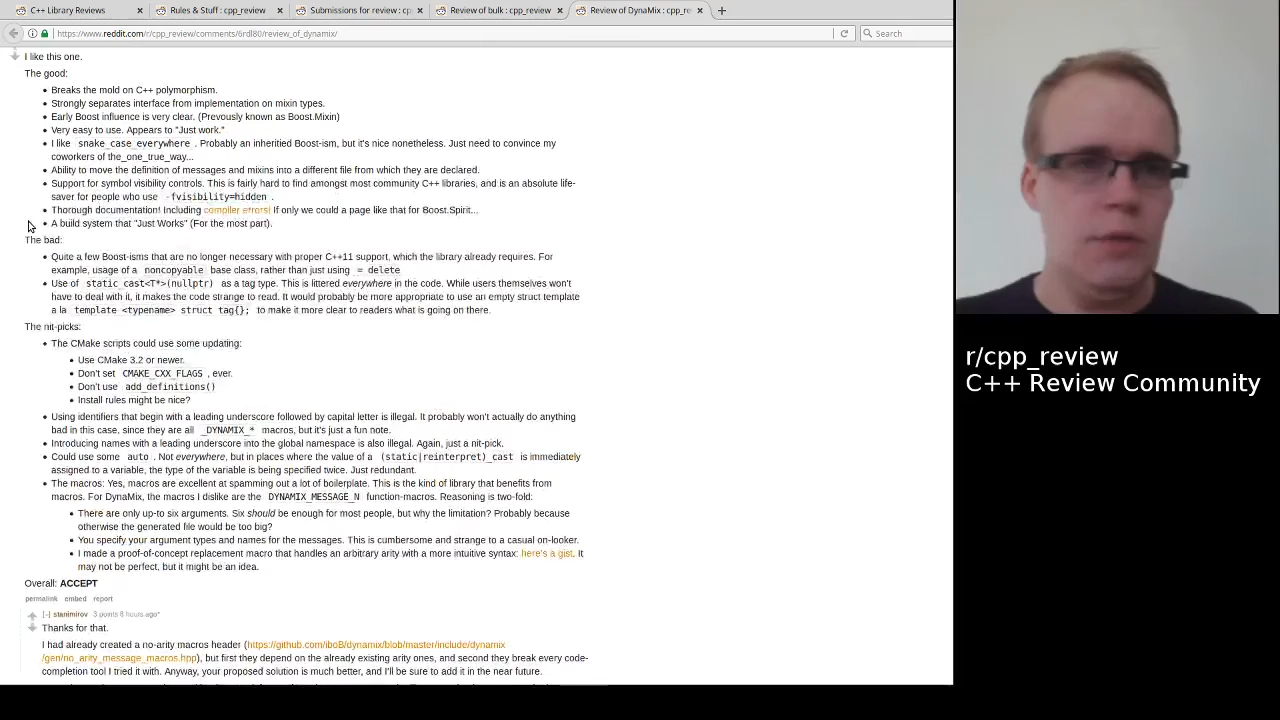 C++ Library Reviews
Rules & Stuff : cpp_review
Submissions for review : cp
Review of bulk : cpp_review
Review of DynaMix : cpp_re
https://www.reddit.com/r/cpp_review/comments/6rdl80/review_of_dynamix/
Search
I like this one.
The good:
Breaks the mold on C++ polymorphism.
Strongly separates interface from implementation on mixin types.
Early Boost influence is very clear. (Prevously known as Boost.Mixin)
Very easy to use. Appears to "Just work."
I like snake_case_everywhere . Probably an inheritied Boost-ism, but it's nice nonetheless. Just need to convince my
coworkers of the_one_true_way...
Ability to move the definition of messages and mixins into a different file from which they are declared.
Support for symbol visibility controls. This is fairly hard to find amongst most community C++ libraries, and is an absolute life-
saver for people who use -fvisibility=hidden .
Thorough documentation! Including compiler errors! If only we could a page like that for Boost.Spirit...
A build system that "Just Works" (For the most part).
The bad:
Quite a few Boost-isms that are no longer necessary with proper C++11 support, which the library already requires. For
example, usage of a noncopyable base class, rather than just using = delete
Use of static_cast<T*>(nullptr) as a tag type. This is littered everywhere in the code. While users themselves won't
have to deal with it, it makes the code strange to read. It would probably be more appropriate to use an empty struct template
a la template <typename> struct tag{}; to make it more clear to readers what is going on there.
The nit-picks:
The CMake scripts could use some updating:
Use CMake 3.2 or newer.
Don't set CMAKE_CXX_FLAGS , ever.
Don't use add_definitions()
Install rules might be nice?
Using identifiers that begin with a leading underscore followed by capital letter is illegal. It probably won't actually do anything
bad in this case, since they are all _DYNAMIX_* macros, but it's just a fun note.
Introducing names with a leading underscore into the global namespace is also illegal. Again, just a nit-pick.
Could use some auto . Not everywhere, but in places where the value of a (static|reinterpret)_cast is immediately
assigned to a variable, the type of the variable is being specified twice. Just redundant.
The macros: Yes, macros are excellent at spamming out a lot of boilerplate. This is the kind of library that benefits from
macros. For DynaMix, the macros I dislike are the DYNAMIX_MESSAGE_N function-macros. Reasoning is two-fold:
There are only up-to six arguments. Six should be enough for most people, but why the limitation? Probably because
otherwise the generated file would be too big?
You specify your argument types and names for the messages. This is cumbersome and strange to a casual on-looker.
I made a proof-of-concept replacement macro that handles an arbitrary arity with a more intuitive syntax: here's a gist. It
may not be perfect, but it might be an idea.
Overall: ACCEPT
permalink embed report
[-] stanimirov 3 points 8 hours ago*
Thanks for that.
I had already created a no-arity macros header (https://github.com/iboB/dynamix/blob/master/include/dynamix
/gen/no_arity_message_macros.hpp), but first they depend on the already existing arity ones, and second they break every code-
completion tool I tried it with. Anyway, your proposed solution is much better, and I'll be sure to add it in the near future.
r/cpp_review
C++ Review Community